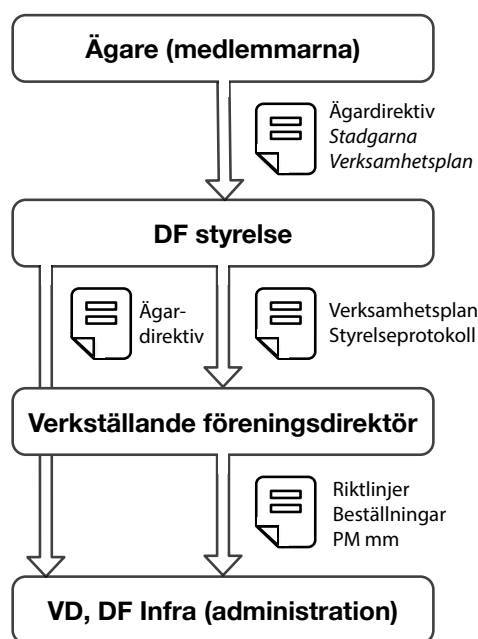 Ägare (medlemmarna)
Ägardirektiv
Stadgarna
Verksamhetsplan
DF styrelse
Ägar-
direktiv
Verksamhetsplan
Styrelseprotokoll
Verkställande föreningsdirektör
Riktlinjer
Beställningar
PM mm
VD, DF Infra (administration)